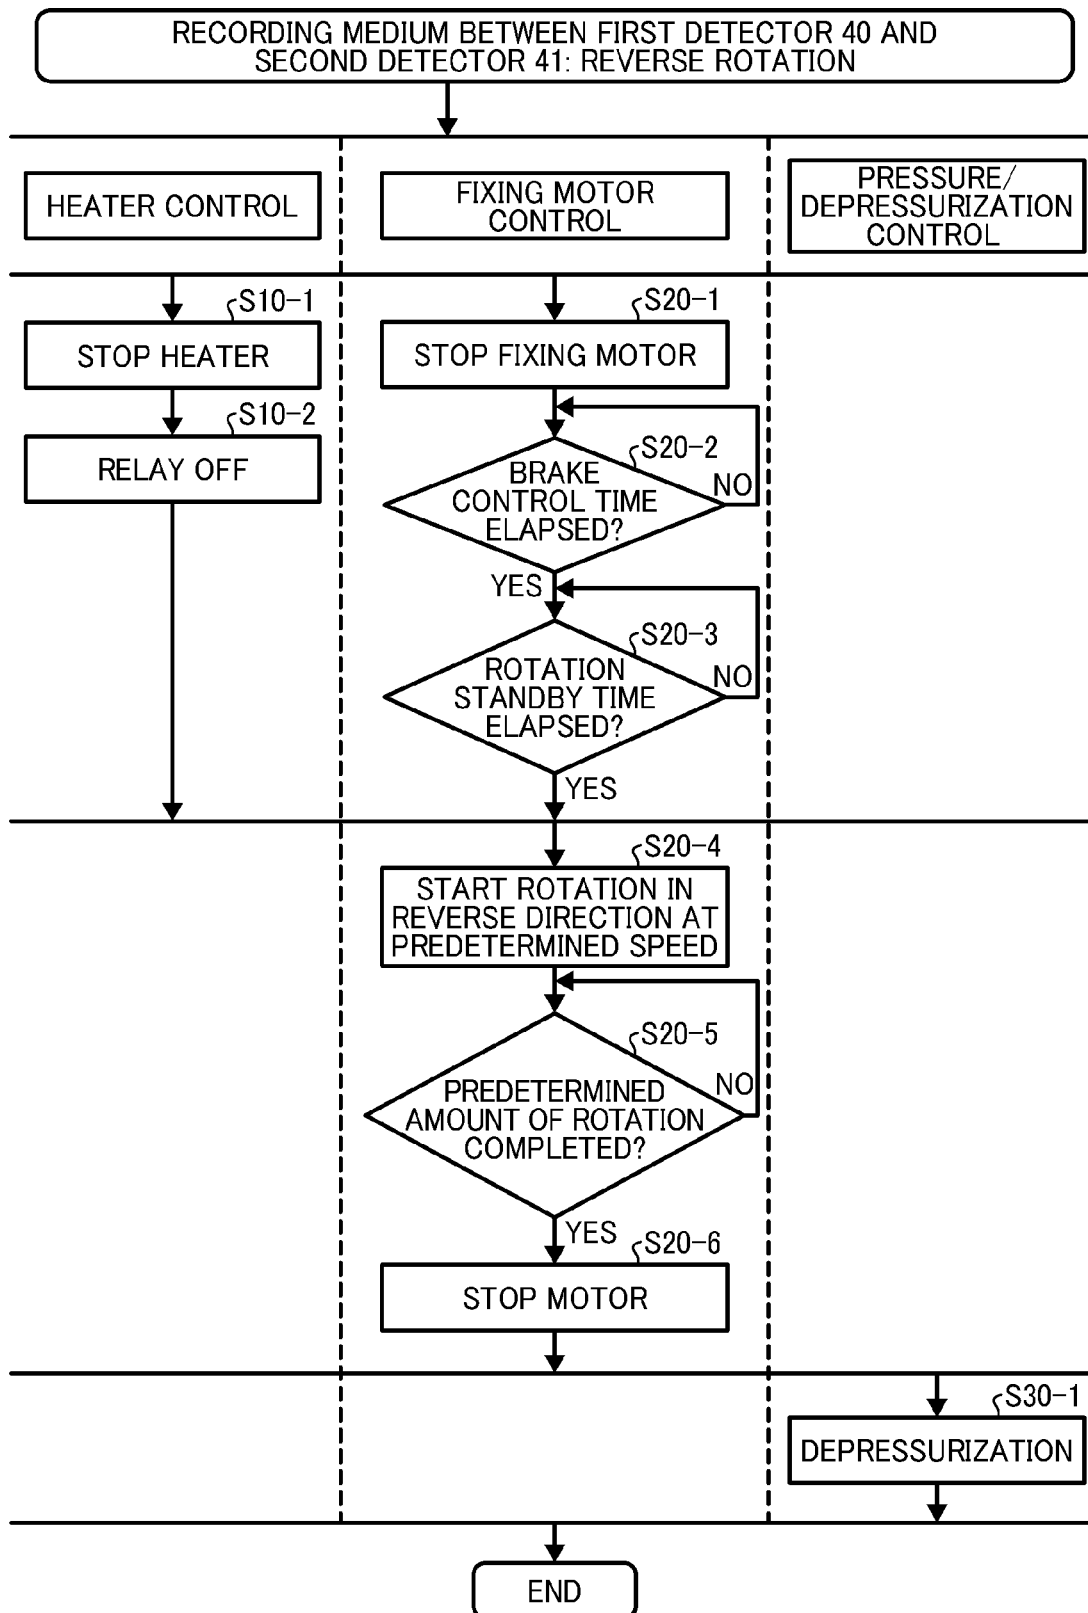 RECORDING MEDIUM BETWEEN FIRST DETECTOR 40 AND
SECOND DETECTOR 41: REVERSE ROTATION
HEATER CONTROL
FIXING MOTOR
CONTROL
PRESSURE/
DEPRESSURIZATION
CONTROL
S10-1
STOP HEATER
S10-2
RELAY OFF
S20-1
STOP FIXING MOTOR
S20-2
BRAKE
CONTROL TIME
ELAPSED?
NO
YES
S20-3
ROTATION
STANDBY TIME
ELAPSED?
NO
YES
S20-4
START ROTATION IN
REVERSE DIRECTION AT
PREDETERMINED SPEED
S20-5
PREDETERMINED
AMOUNT OF ROTATION
COMPLETED?
NO
YES
S20-6
STOP MOTOR
S30-1
DEPRESSURIZATION
END